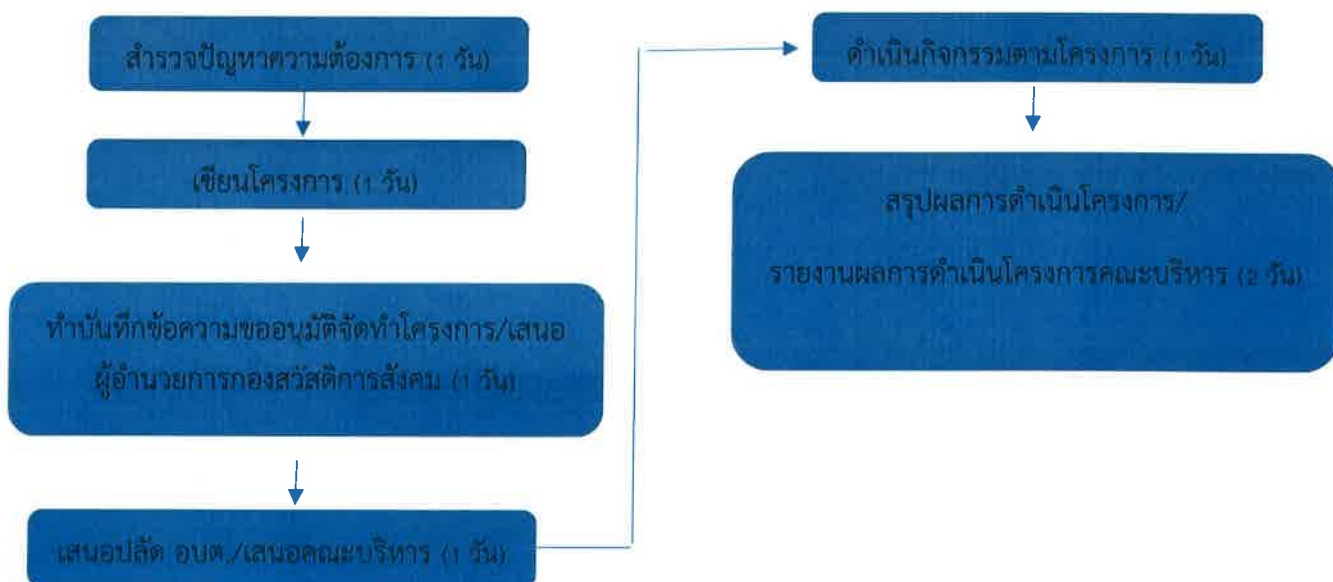 สำรวจปัญหาความต้องการ (1 วัน)
เขียนโครงการ (1 วัน)
ทำบันทึกข้อความขออนุมัติจัดทำโครงการ/เสนอ
ผู้อำนวยการกองสวัสดิการสังคม (1 วัน)
เสนอปลัด อบต./เสนอคณะบริหาร (1 วัน)
ดำเนินกิจกรรมตามโครงการ (1 วัน)
สรุปผลการดำเนินโครงการ/
รายงานผลการดำเนินโครงการคณะบริหาร (2 วัน)